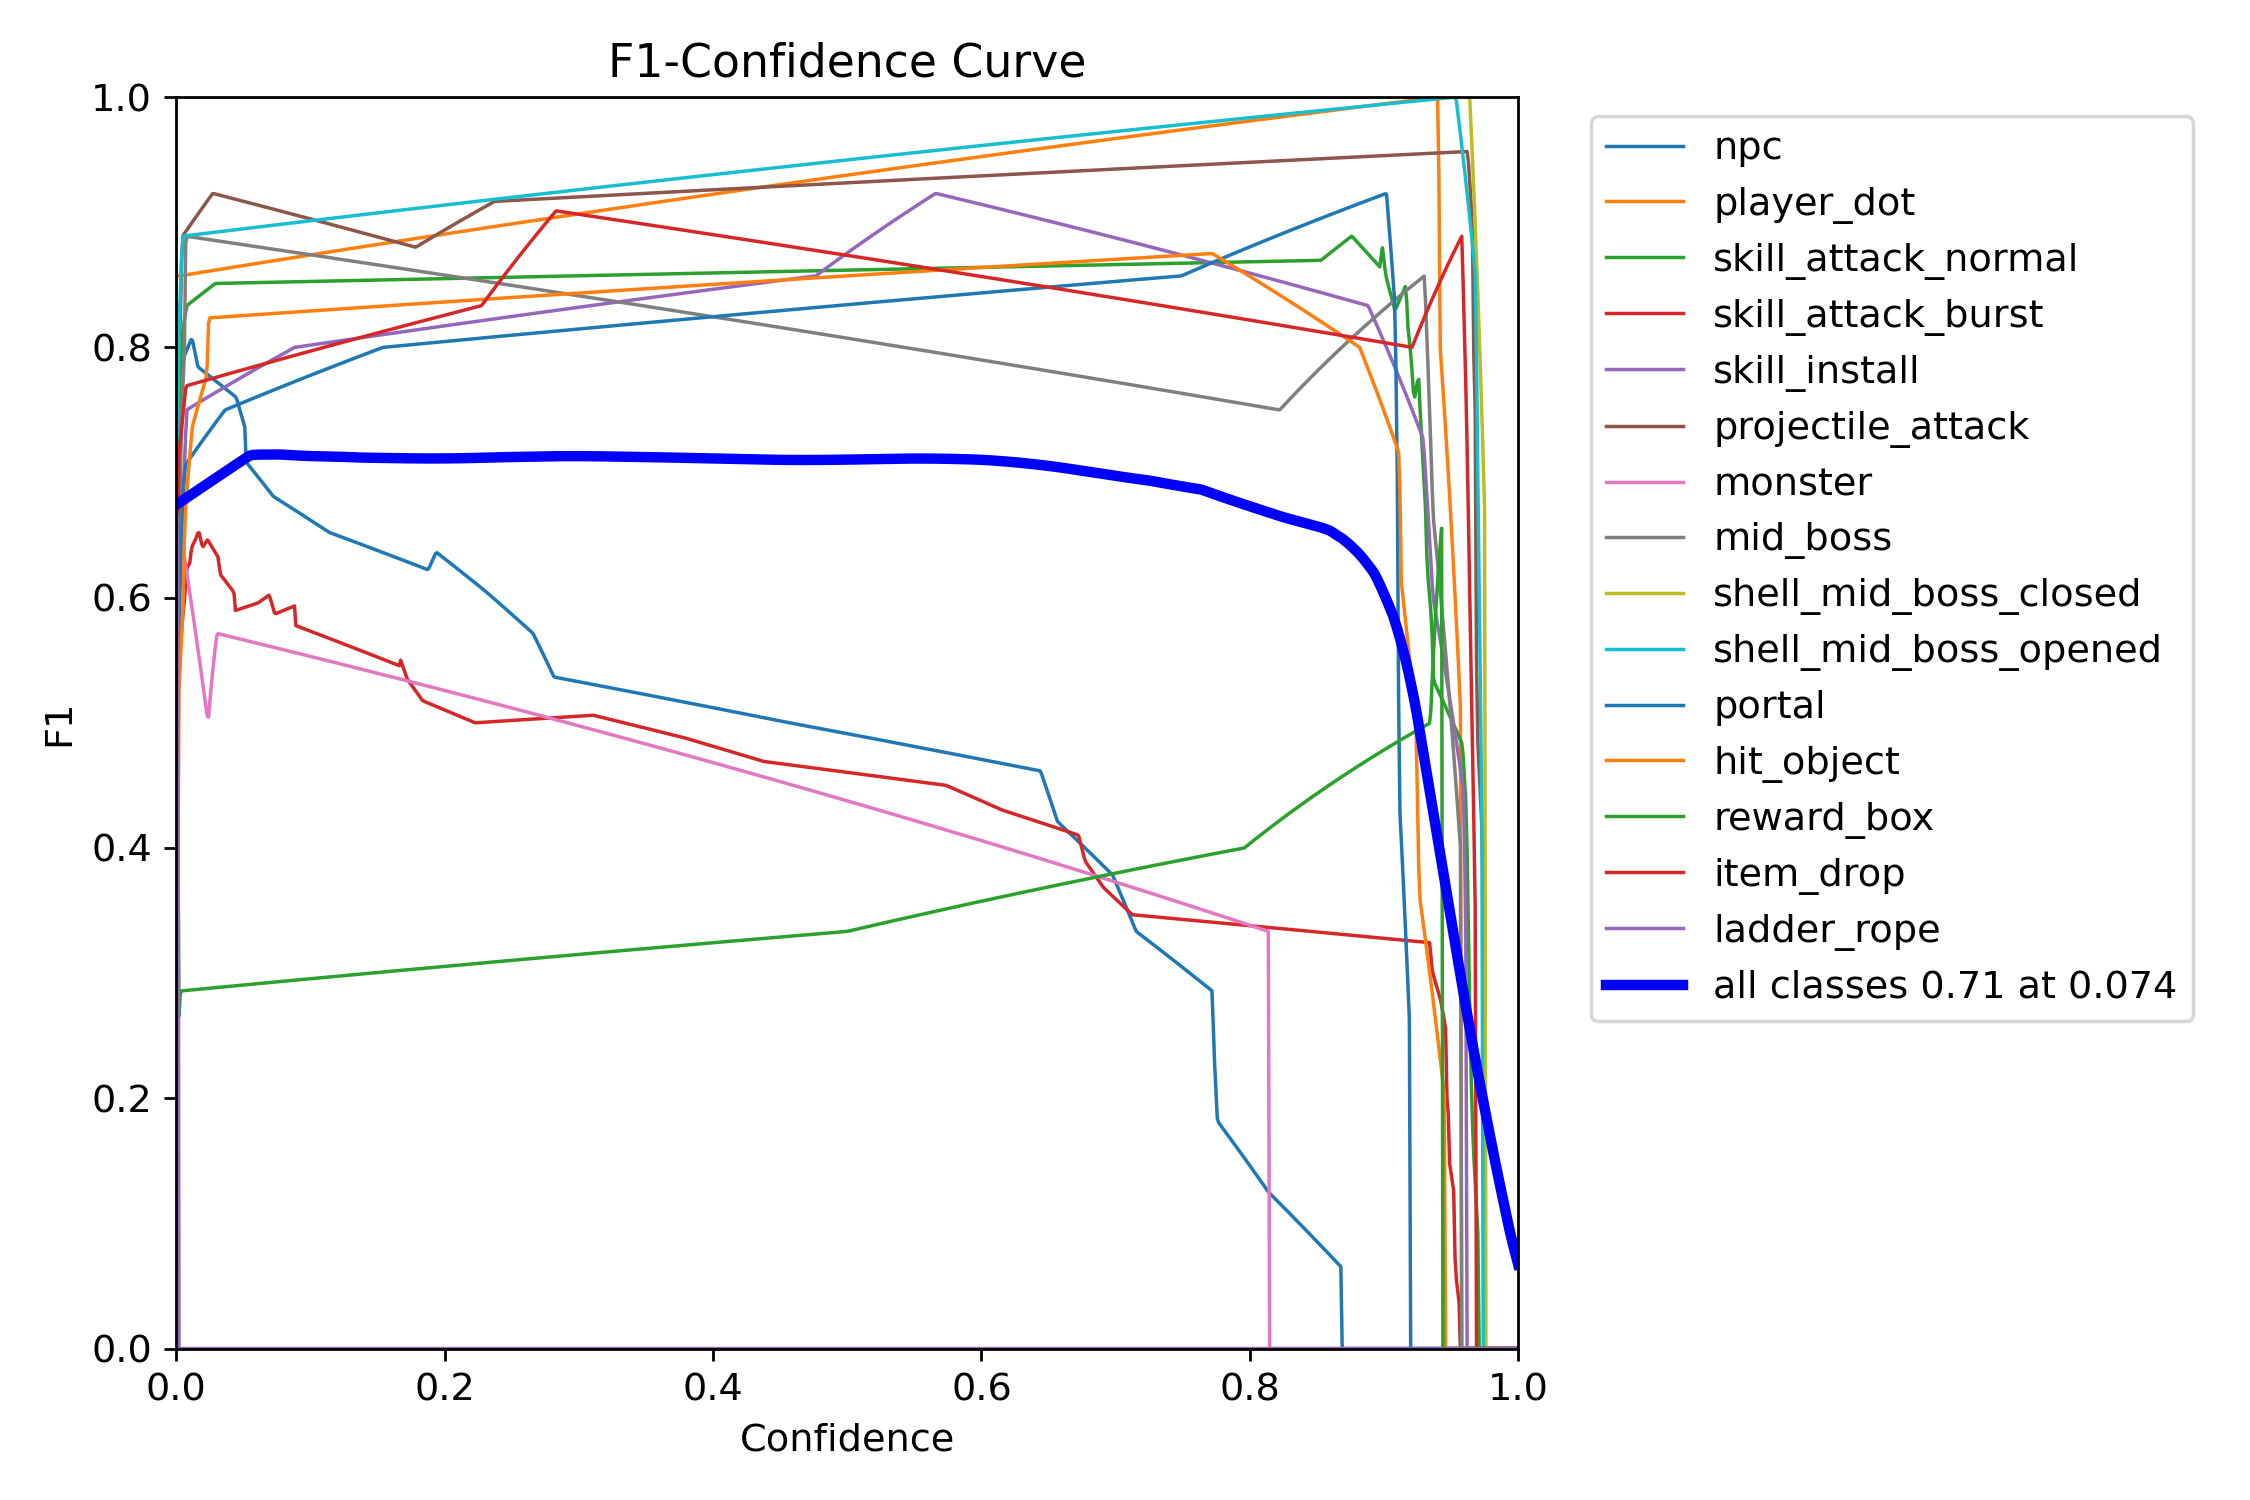 F1-Confidence Curve
1.0
0.8
0.6
0.4
0.2
0.0
F1
0.0 0.2 0.4 0.6 0.8 1.0
Confidence
npc
player_dot
skill_attack_normal
skill_attack_burst
skill_install
projectile_attack
monster
mid_boss
shell_mid_boss_closed
shell_mid_boss_opened
portal
hit_object
reward_box
item_drop
ladder_rope
all classes 0.71 at 0.074